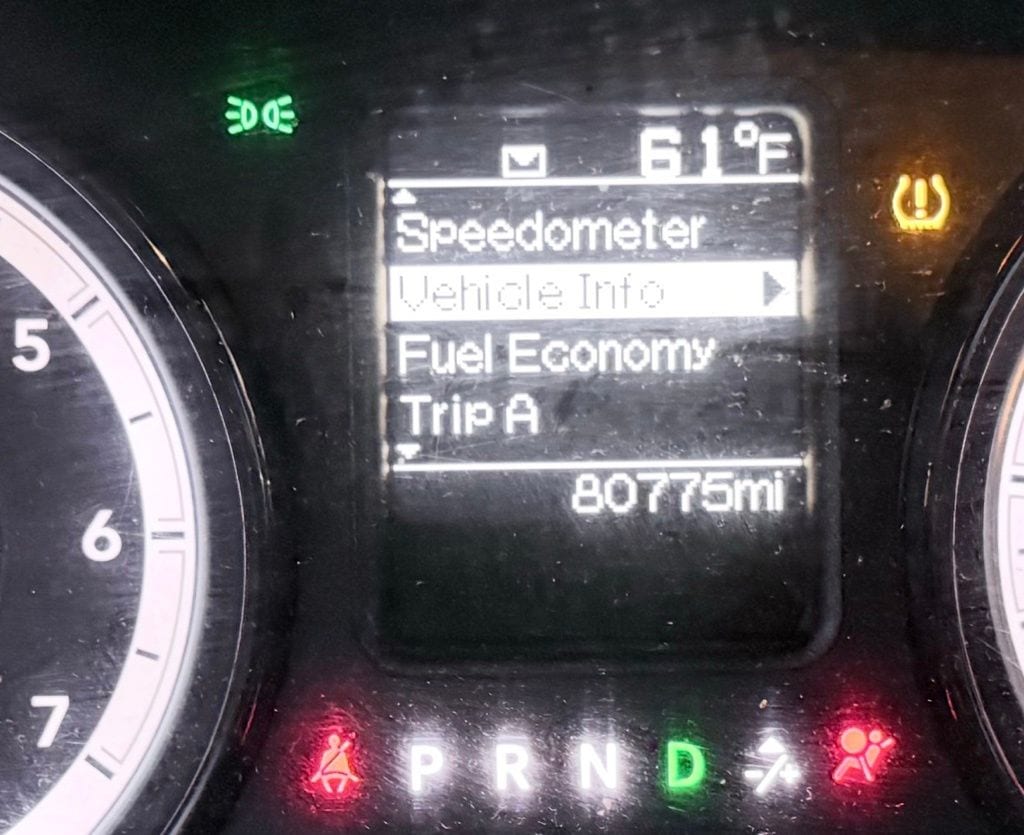 61°F
Speedometer
Vehicle Info
Fuel Economy
Trip A
80775mi
5
6
7
P R N D -/+